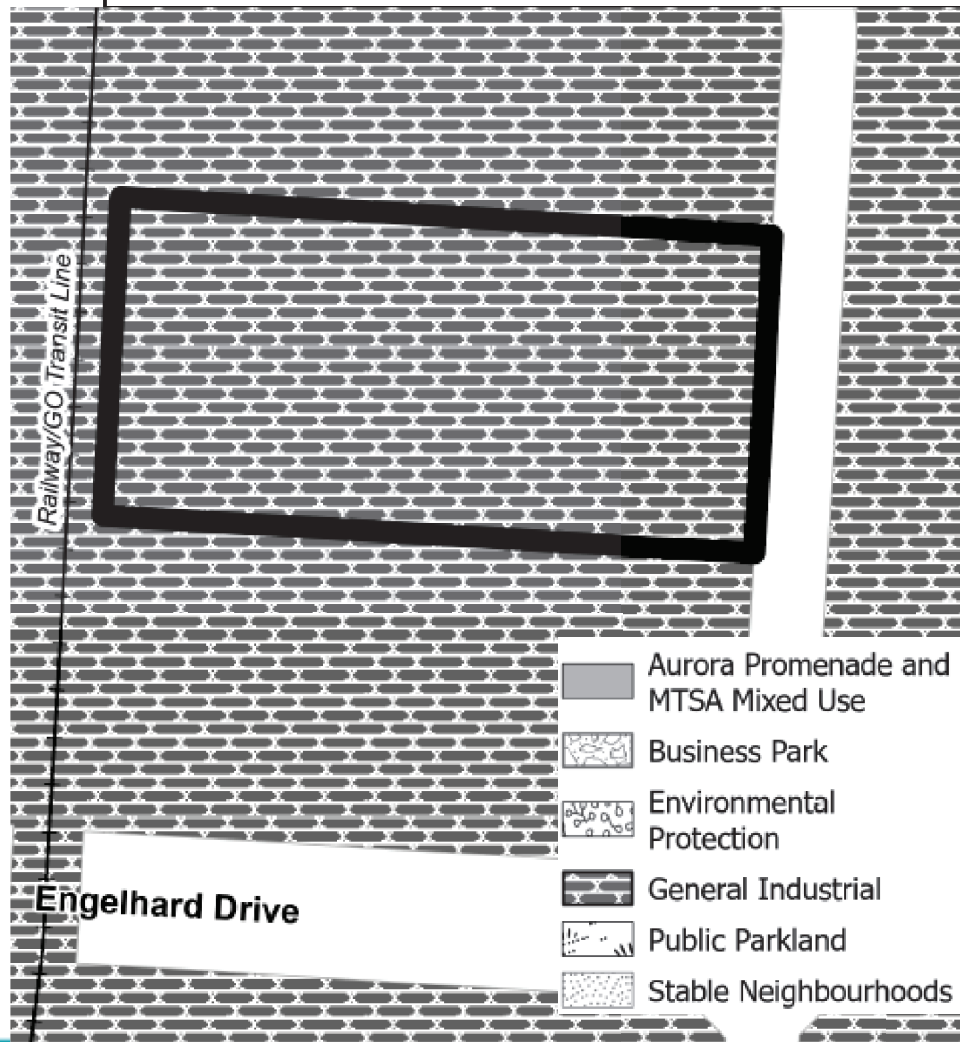 Railway/GO Transit Line
Aurora Promenade and
MTSA Mixed Use
Business Park
Environmental
Protection
General Industrial
Public Parkland
Stable Neighbourhoods
Engelhard Drive